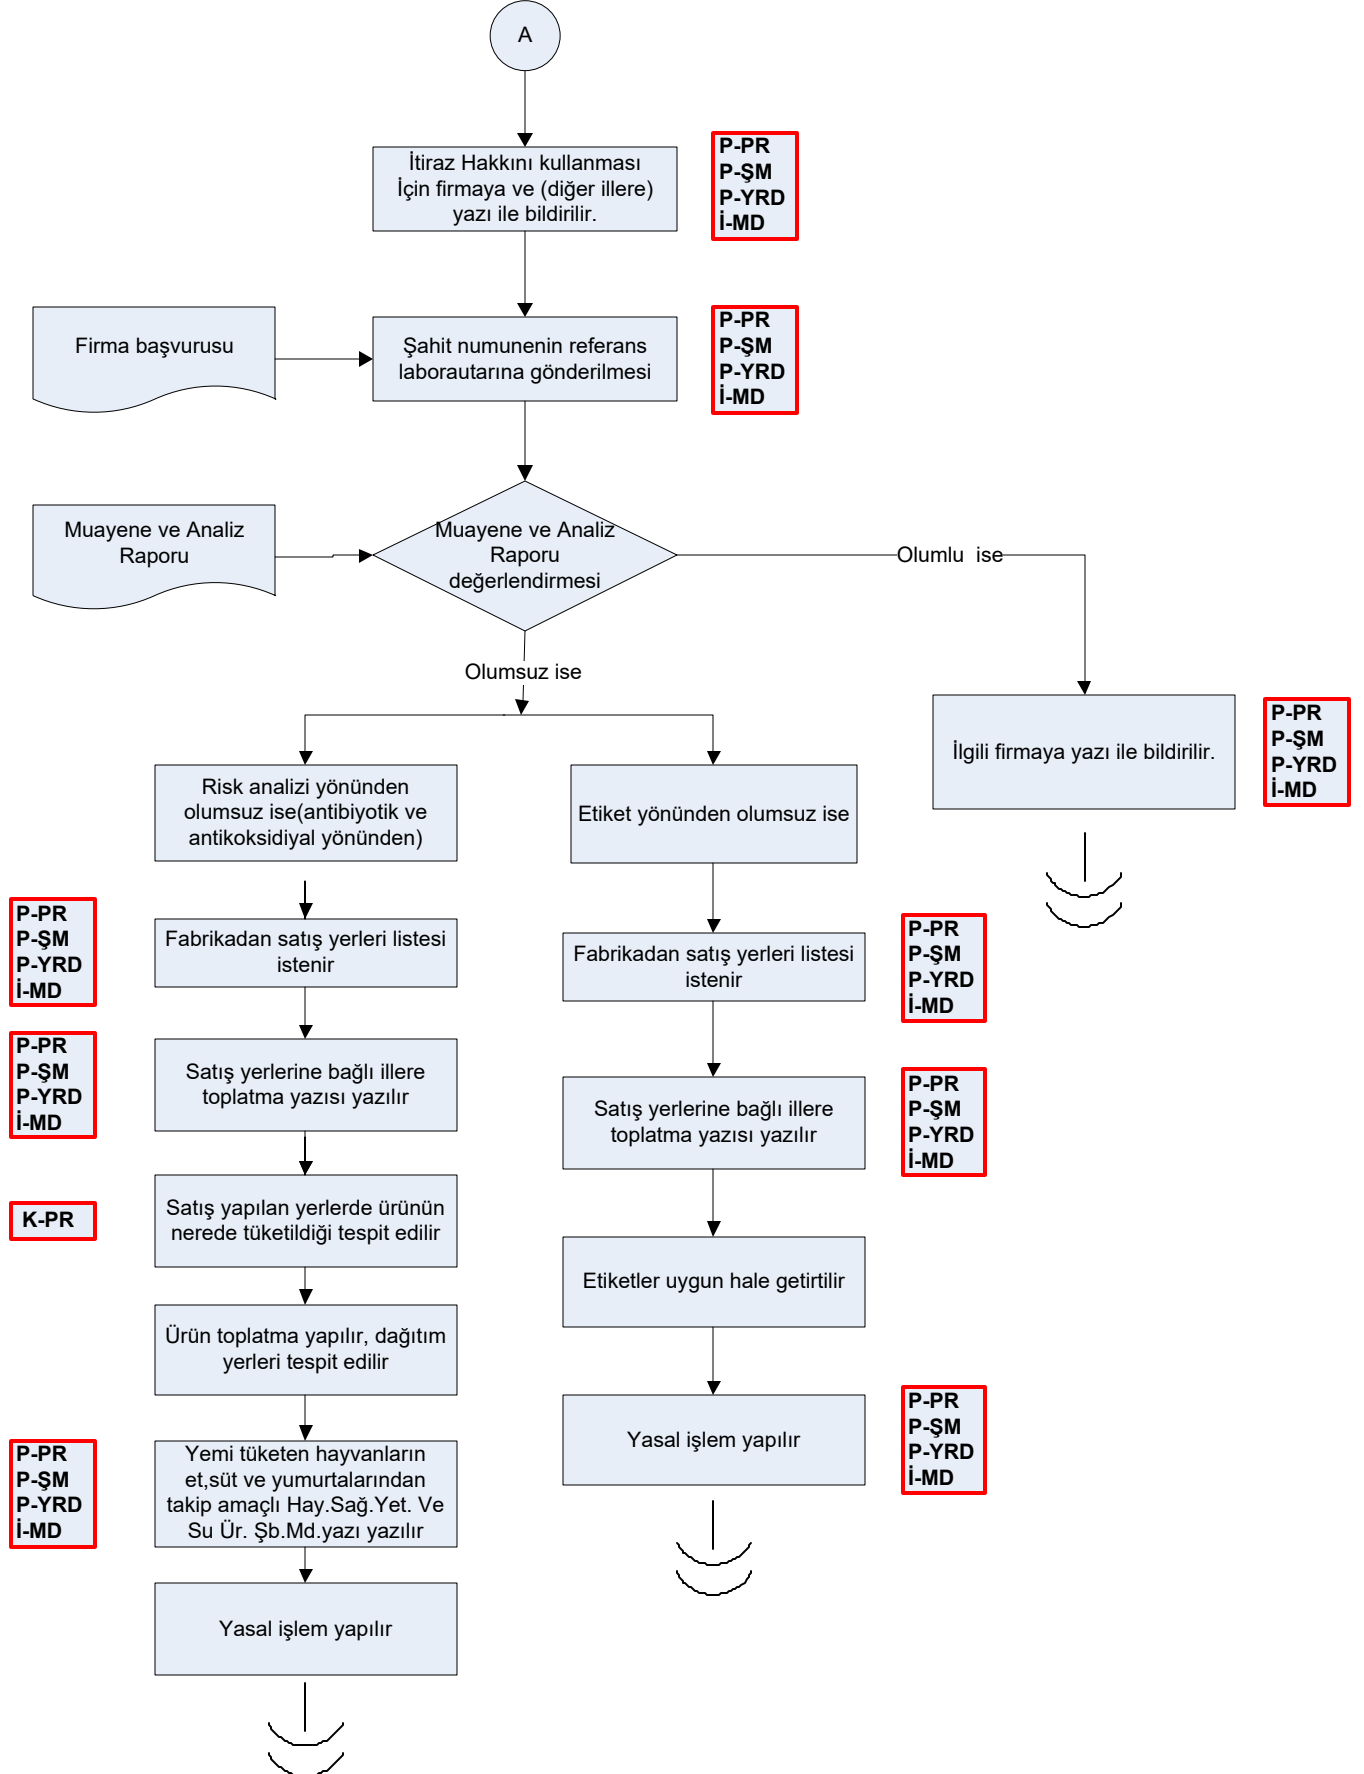 A
İtiraz Hakkını kullanması
İçin firmaya ve (diğer illere)
yazı ile bildirilir.
P-PR
P-ŞM
P-YRD
İ-MD
Firma başvurusu
Şahit numunenin referans
laborautarına gönderilmesi
P-PR
P-ŞM
P-YRD
İ-MD
Muayene ve Analiz
Raporu
Muayene ve Analiz
Raporu
değerlendirmesi
Olumlu ise
Olumsuz ise
İlgili firmaya yazı ile bildirilir.
P-PR
P-ŞM
P-YRD
İ-MD
Risk analizi yönünden
olumsuz ise(antibiyotik ve
antikoksidiyal yönünden)
Etiket yönünden olumsuz ise
P-PR
P-ŞM
P-YRD
İ-MD
Fabrikadan satış yerleri listesi
istenir
Fabrikadan satış yerleri listesi
istenir
P-PR
P-ŞM
P-YRD
İ-MD
P-PR
P-ŞM
P-YRD
İ-MD
Satış yerlerine bağlı illere
toplatma yazısı yazılır
Satış yerlerine bağlı illere
toplatma yazısı yazılır
P-PR
P-ŞM
P-YRD
İ-MD
K-PR
Satış yapılan yerlerde ürünün
nerede tüketildiği tespit edilir
Etiketler uygun hale getirtilir
Ürün toplatma yapılır, dağıtım
yerleri tespit edilir
Yasal işlem yapılır
P-PR
P-ŞM
P-YRD
İ-MD
P-PR
P-ŞM
P-YRD
İ-MD
Yemi tüketen hayvanların
et,süt ve yumurtalarından
takip amaçlı Hay.Sağ.Yet. Ve
Su Ür. Şb.Md.yazı yazılır
Yasal işlem yapılır